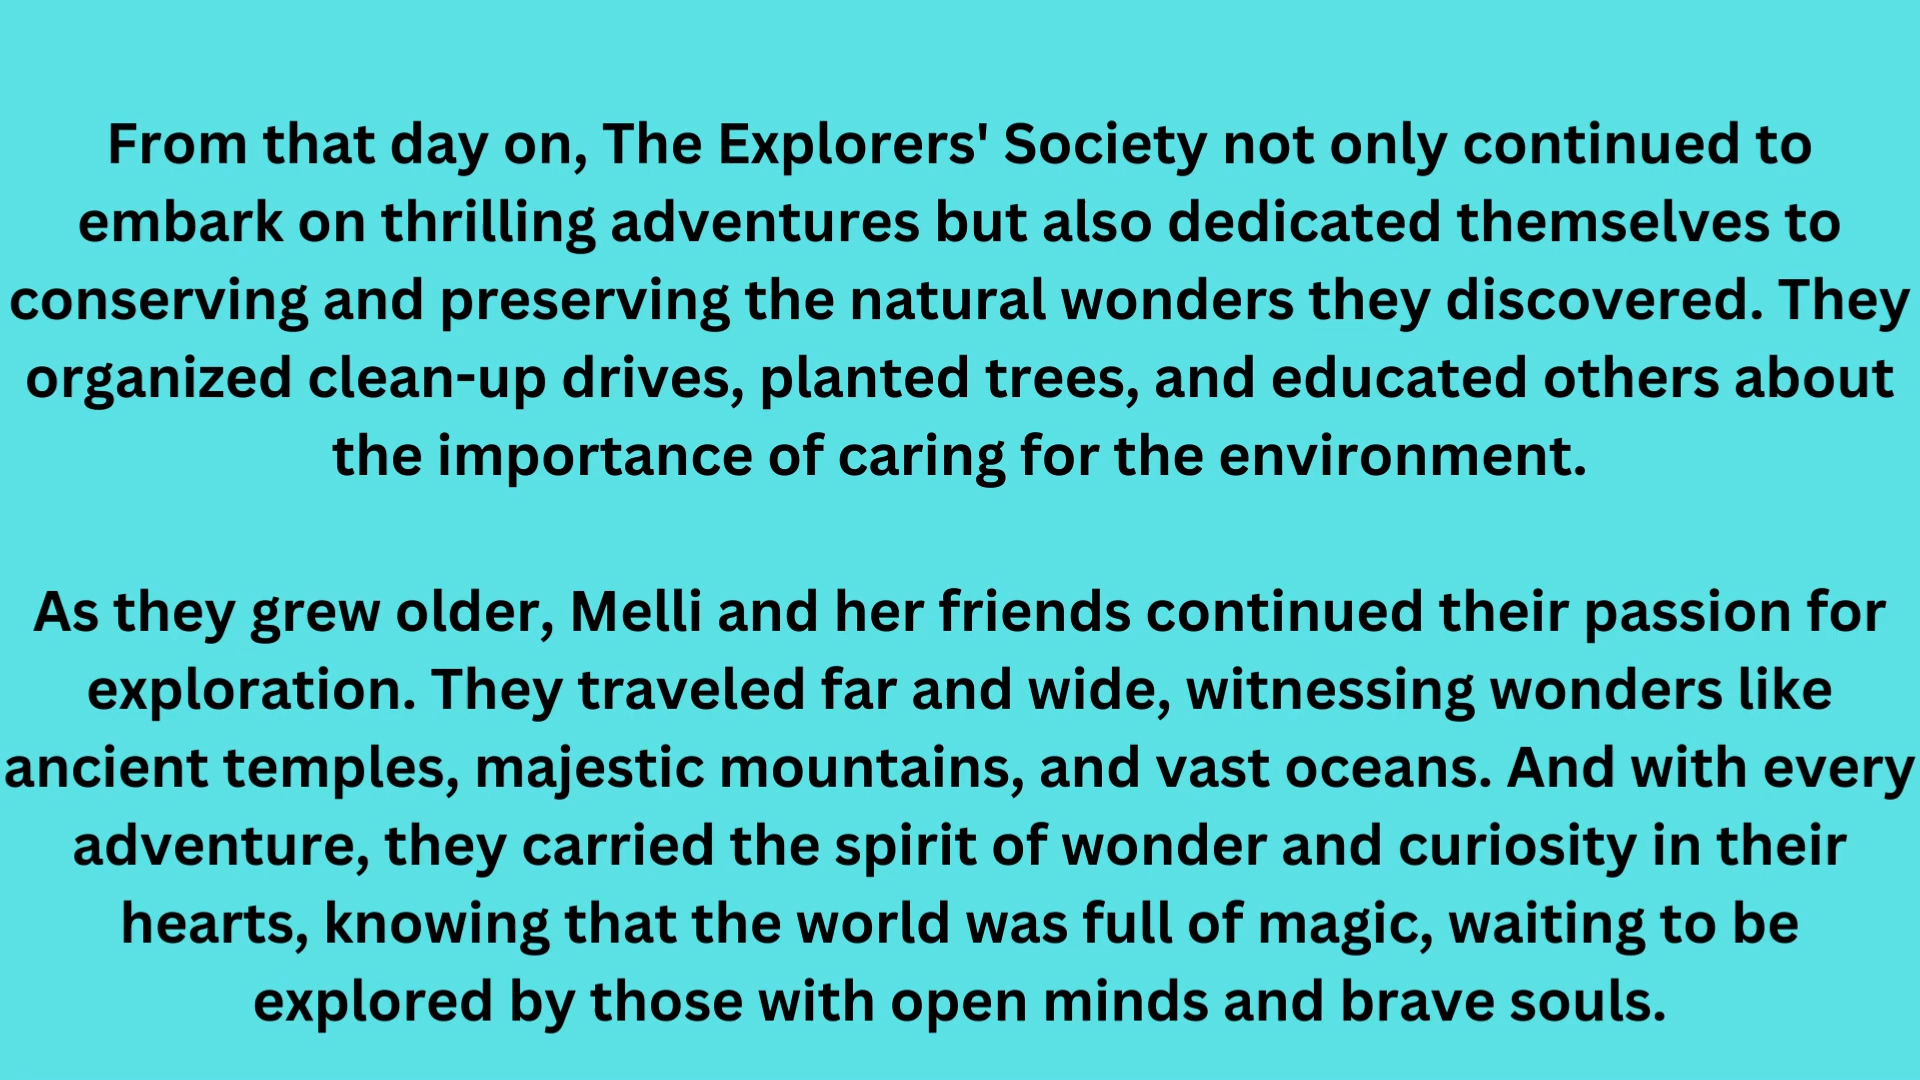 From that day on, The Explorers' Society not only continued to
embark on thrilling adventures but also dedicated themselves to
conserving and preserving the natural wonders they discovered. They
organized clean-up drives, planted trees, and educated others about
the importance of caring for the environment.
As they grew older, Melli and her friends continued their passion for
exploration. They traveled far and wide, witnessing wonders like
ancient temples, majestic mountains, and vast oceans. And with every
adventure, they carried the spirit of wonder and curiosity in their
hearts, knowing that the world was full of magic, waiting to be
explored by those with open minds and brave souls.